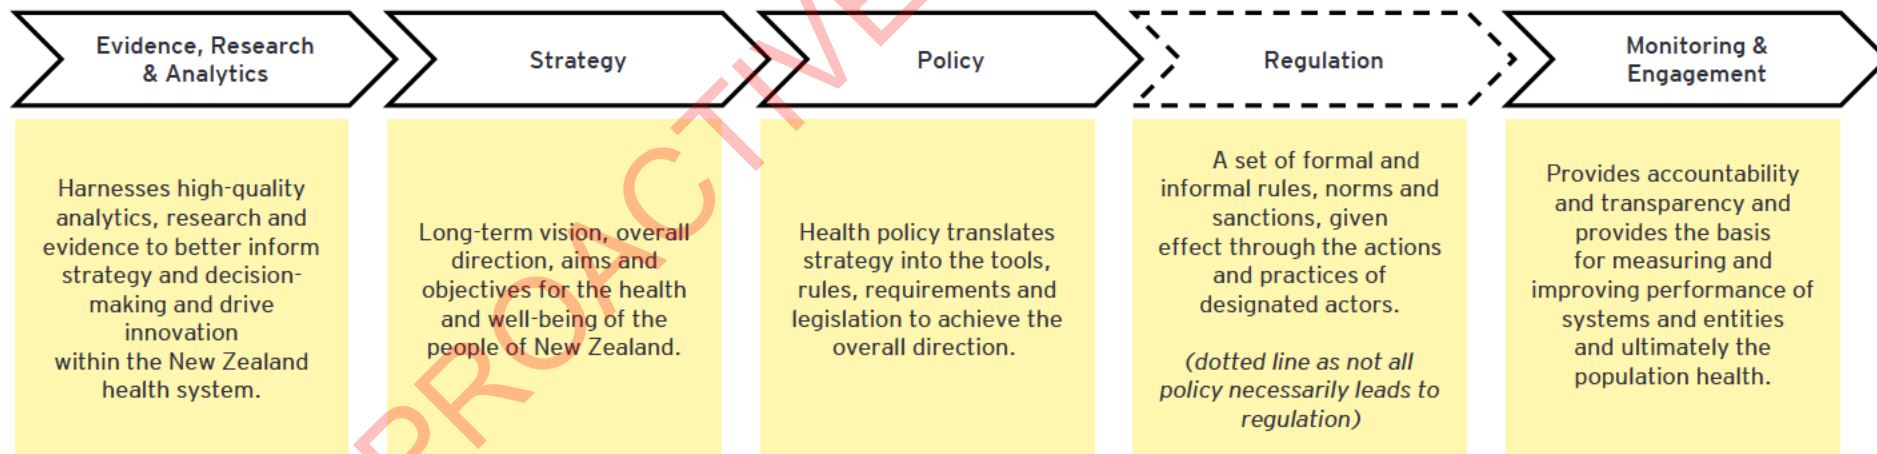 Evidence, Research
& Analytics
Strategy
Policy
Regulation
Monitoring &
Engagement
Harnesses high-quality
analytics, research and
evidence to better inform
strategy and decision-
making and drive
innovation
within the New Zealand
health system.
Long-term vision, overall
direction, aims and
objectives for the health
and well-being of the
people of New Zealand.
Health policy translates
strategy into the tools,
rules, requirements and
legislation to achieve the
overall direction.
A set of formal and
informal rules, norms and
sanctions, given
effect through the actions
and practices of
designated actors.
(dotted line as not all
policy necessarily leads to
regulation)
Provides accountability
and transparency and
provides the basis
for measuring and
improving performance of
systems and entities
and ultimately the
population health.
PROACTIVE